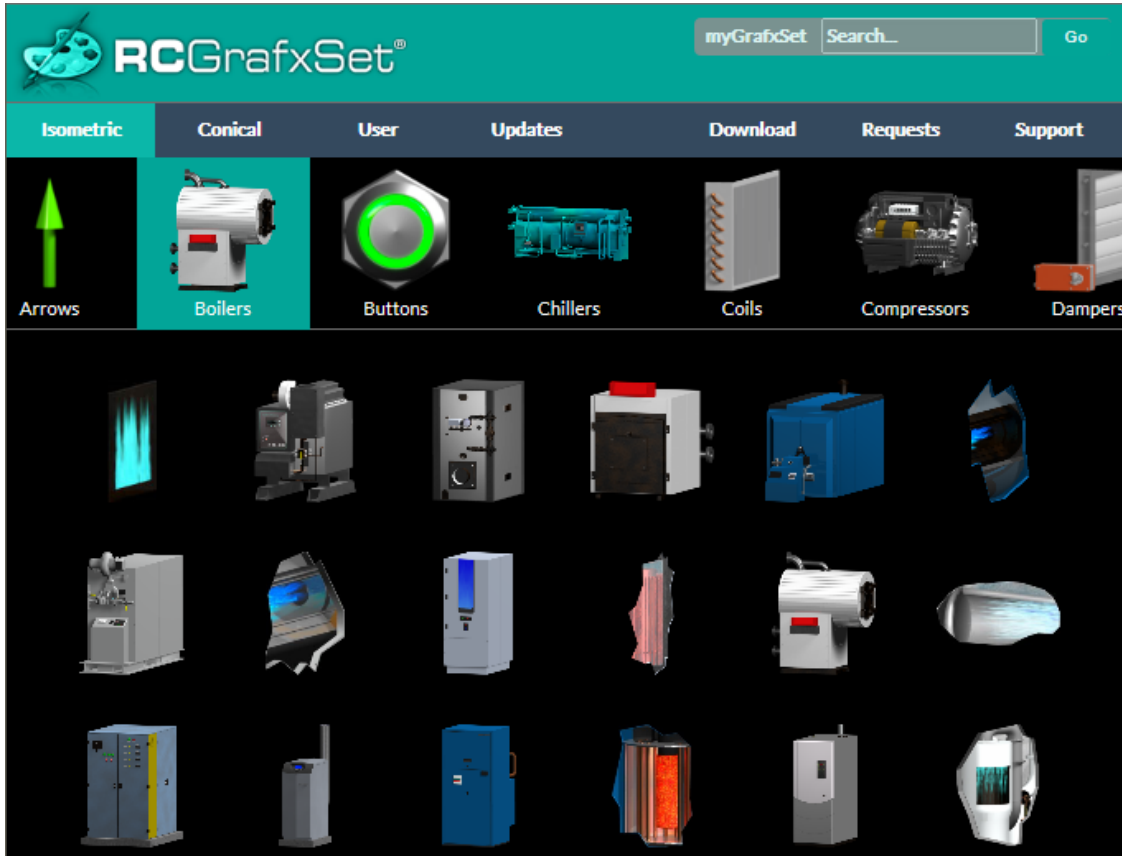 RCGrafxSet®
myGrafxSet Search... Go
Isometric Conical User Updates Download Requests Support
Arrows Boilers Buttons Chillers Coils Compressors Dampers